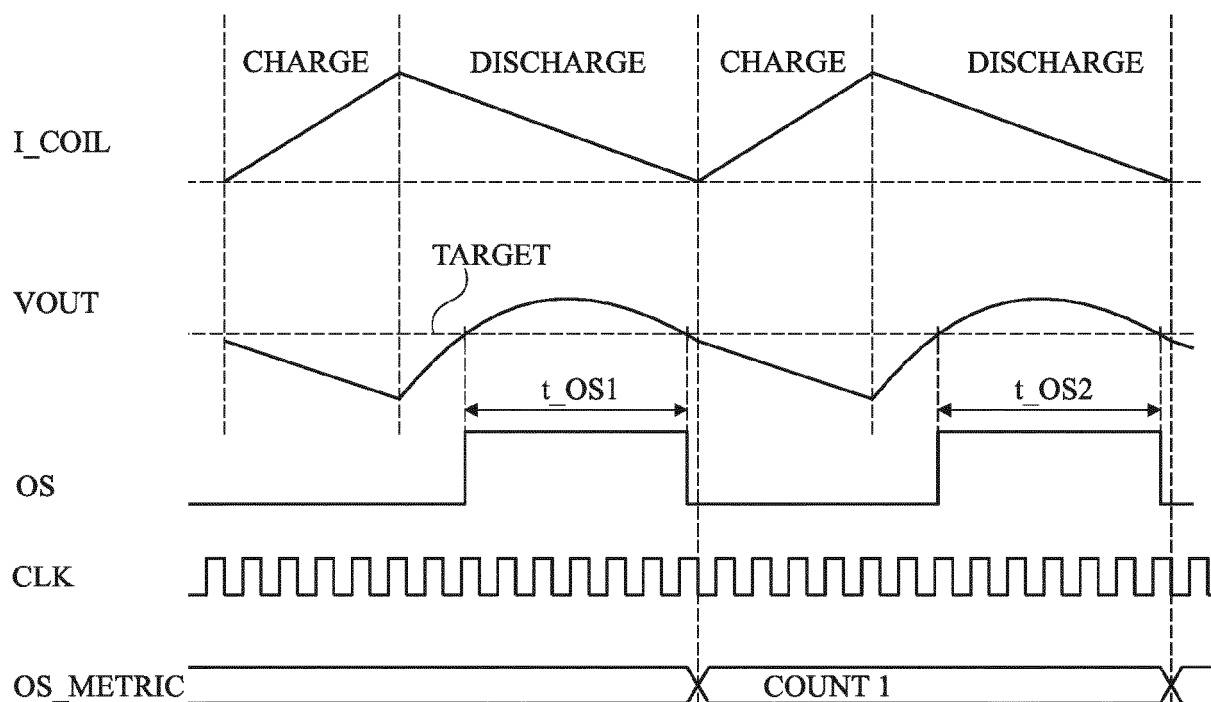 CHARGE DISCHARGE CHARGE DISCHARGE
I_COIL
TARGET
VOUT
t_OS1 t_OS2
OS
CLK
OS_METRIC COUNT 1